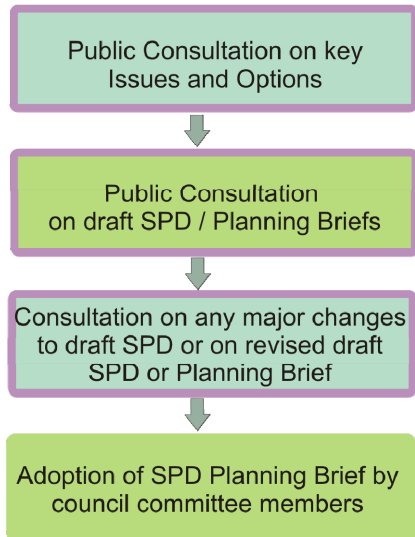 Public Consultation on key
Issues and Options
Public Consultation
on draft SPD / Planning Briefs
Consultation on any major changes
to draft SPD or on revised draft
SPD or Planning Brief
Adoption of SPD Planning Brief by
council committee members